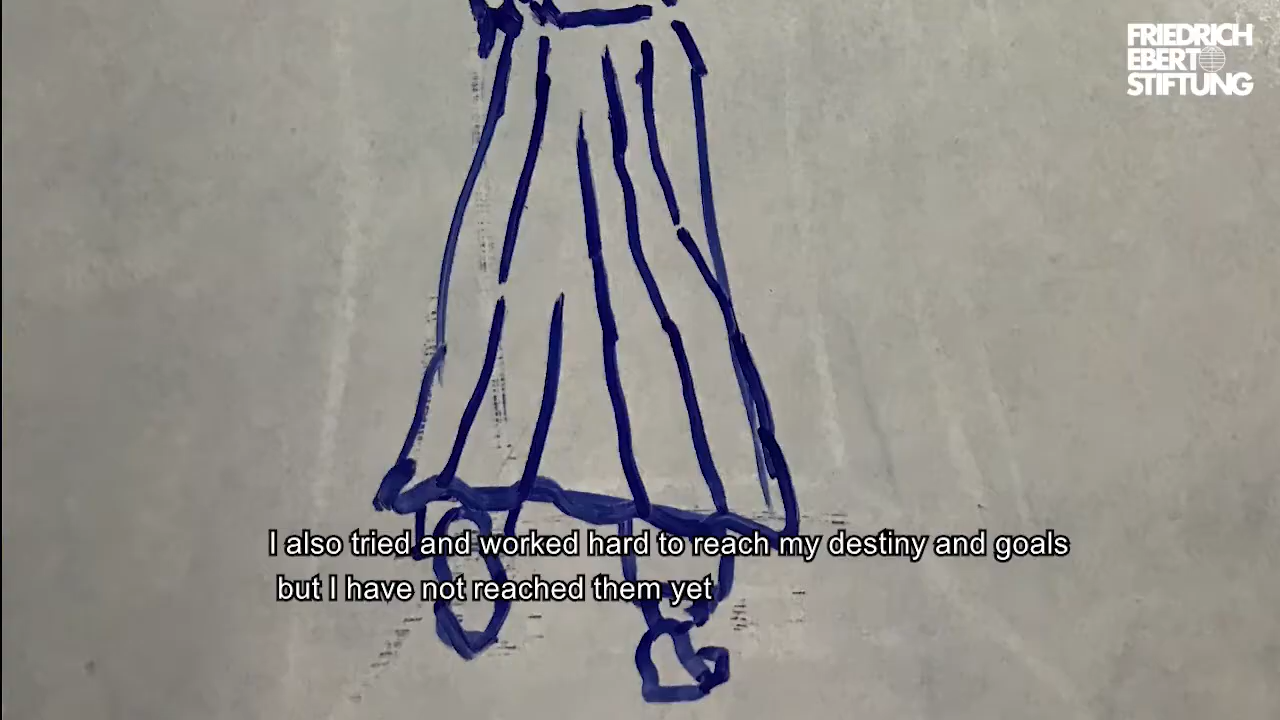 FRIEDRICH
EBERT
STIFTUNG
I also tried and worked hard to reach my destiny and goals
but I have not reached them yet